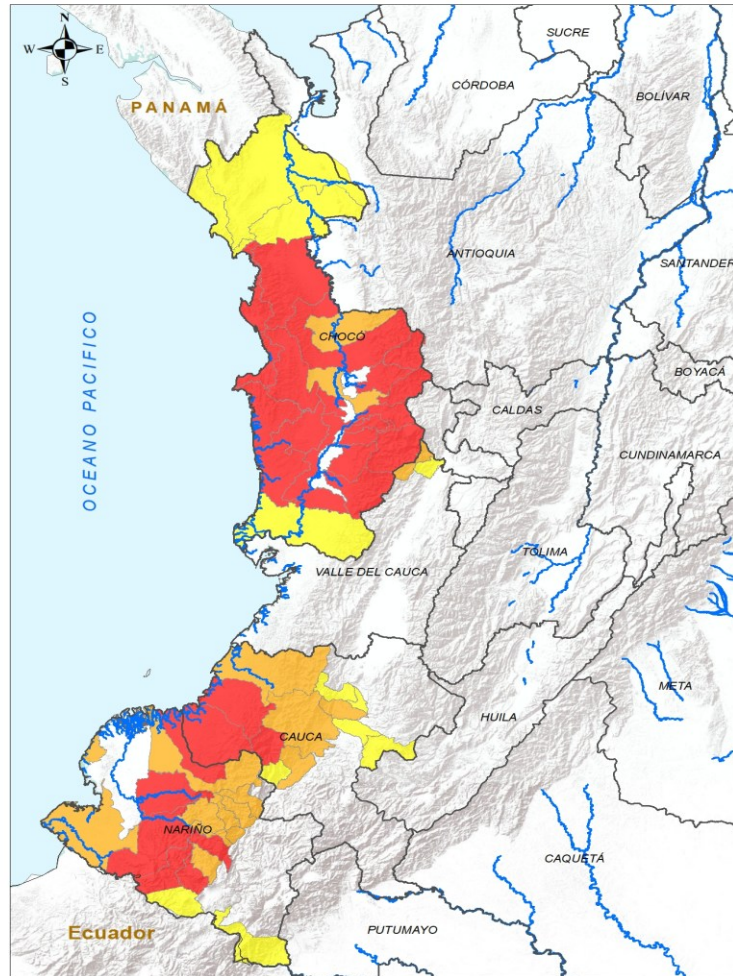 N
W E
S
SUCRE
CÓRDOBA
BOLÍVAR
PANAMÁ
ANTIOQUIA
SANTANDER
OCEANO PACIFICO
CHOCÓ
BOYACÁ
CALDAS
CUNDINAMARCA
TOLIMA
VALLE DEL CAUCA
META
HUILA
CAUCA
NARIÑO
CAQUETÁ
PUTUMAYO
Ecuador